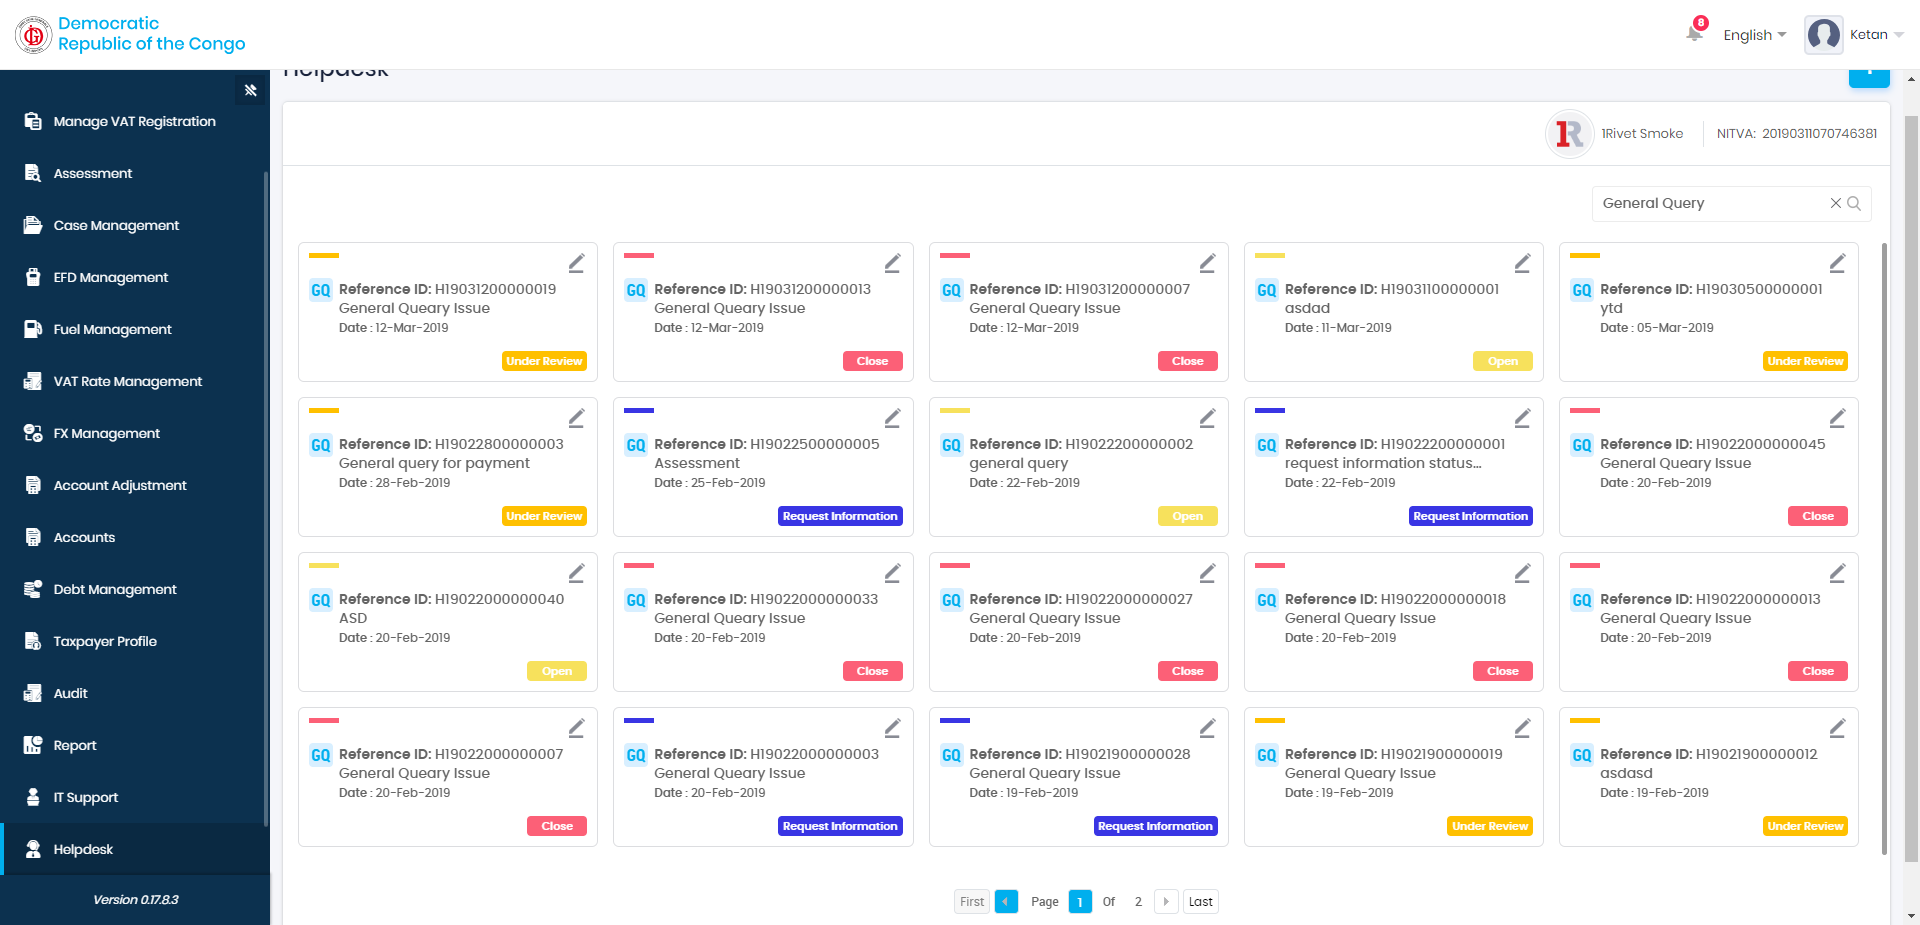 Democratic
Republic of the Congo
8
English
Ketan
Helpdesk
Manage VAT Registration
Assessment
Case Management
EFD Management
Fuel Management
VAT Rate Management
FX Management
Account Adjustment
Accounts
Debt Management
Taxpayer Profile
Audit
Report
IT Support
Helpdesk
Version 0.17.8.3
1R
1Rivet Smoke
NITVA: 20190311070746381
General Query
GQ
Reference ID: H19031200000019
General Queary Issue
Date : 12-Mar-2019
Under Review
GQ
Reference ID: H19031200000013
General Queary Issue
Date : 12-Mar-2019
Close
GQ
Reference ID: H19031200000007
General Queary Issue
Date : 12-Mar-2019
Close
GQ
Reference ID: H19031100000001
asdad
Date : 11-Mar-2019
Open
GQ
Reference ID: H19030500000001
ytd
Date : 05-Mar-2019
Under Review
GQ
Reference ID: H19022800000003
General query for payment
Date : 28-Feb-2019
Under Review
GQ
Reference ID: H19022500000005
Assessment
Date : 25-Feb-2019
Request Information
GQ
Reference ID: H19022200000002
general query
Date : 22-Feb-2019
Open
GQ
Reference ID: H19022200000001
request information status...
Date : 22-Feb-2019
Request Information
GQ
Reference ID: H19022000000045
General Queary Issue
Date : 20-Feb-2019
Close
GQ
Reference ID: H19022000000040
ASD
Date : 20-Feb-2019
Open
GQ
Reference ID: H19022000000033
General Queary Issue
Date : 20-Feb-2019
Close
GQ
Reference ID: H19022000000027
General Queary Issue
Date : 20-Feb-2019
Close
GQ
Reference ID: H19022000000018
General Queary Issue
Date : 20-Feb-2019
Close
GQ
Reference ID: H19022000000013
General Queary Issue
Date : 20-Feb-2019
Close
GQ
Reference ID: H19022000000007
General Queary Issue
Date : 20-Feb-2019
Close
GQ
Reference ID: H19022000000003
General Queary Issue
Date : 20-Feb-2019
Request Information
GQ
Reference ID: H19021900000028
General Queary Issue
Date : 19-Feb-2019
Request Information
GQ
Reference ID: H19021900000019
General Queary Issue
Date : 19-Feb-2019
Under Review
GQ
Reference ID: H19021900000012
asdasd
Date : 19-Feb-2019
Under Review
First Page 1 Of 2 Last